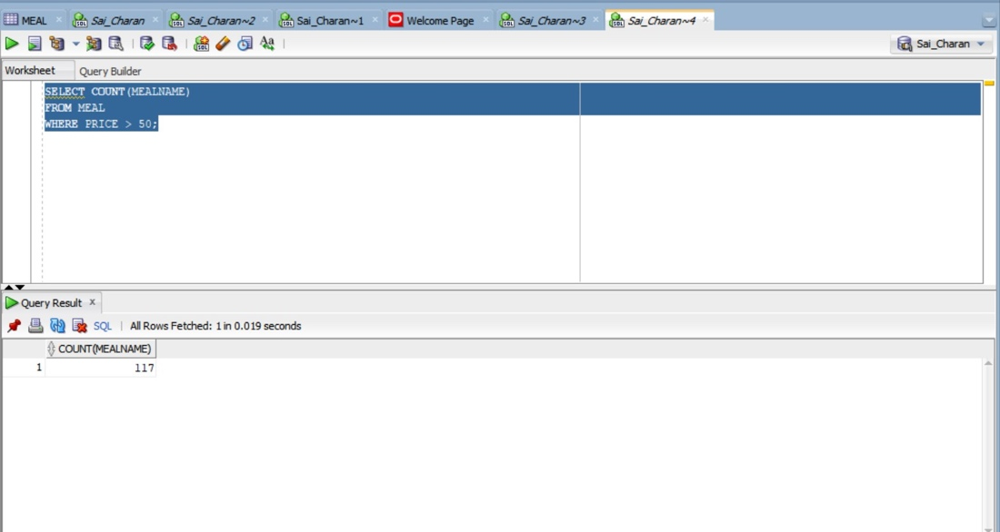 MEAL Sai_Charan Sai_Charan~2 Sai_Charan~1 Welcome Page Sai_Charan~3 Sai_Charan~4
Sai_Charan
Worksheet Query Builder
SELECT COUNT(MEALNAME)
FROM MEAL
WHERE PRICE > 50;
Query Result x
SQL | All Rows Fetched: 1 in 0.019 seconds
COUNT(MEALNAME)
1 117